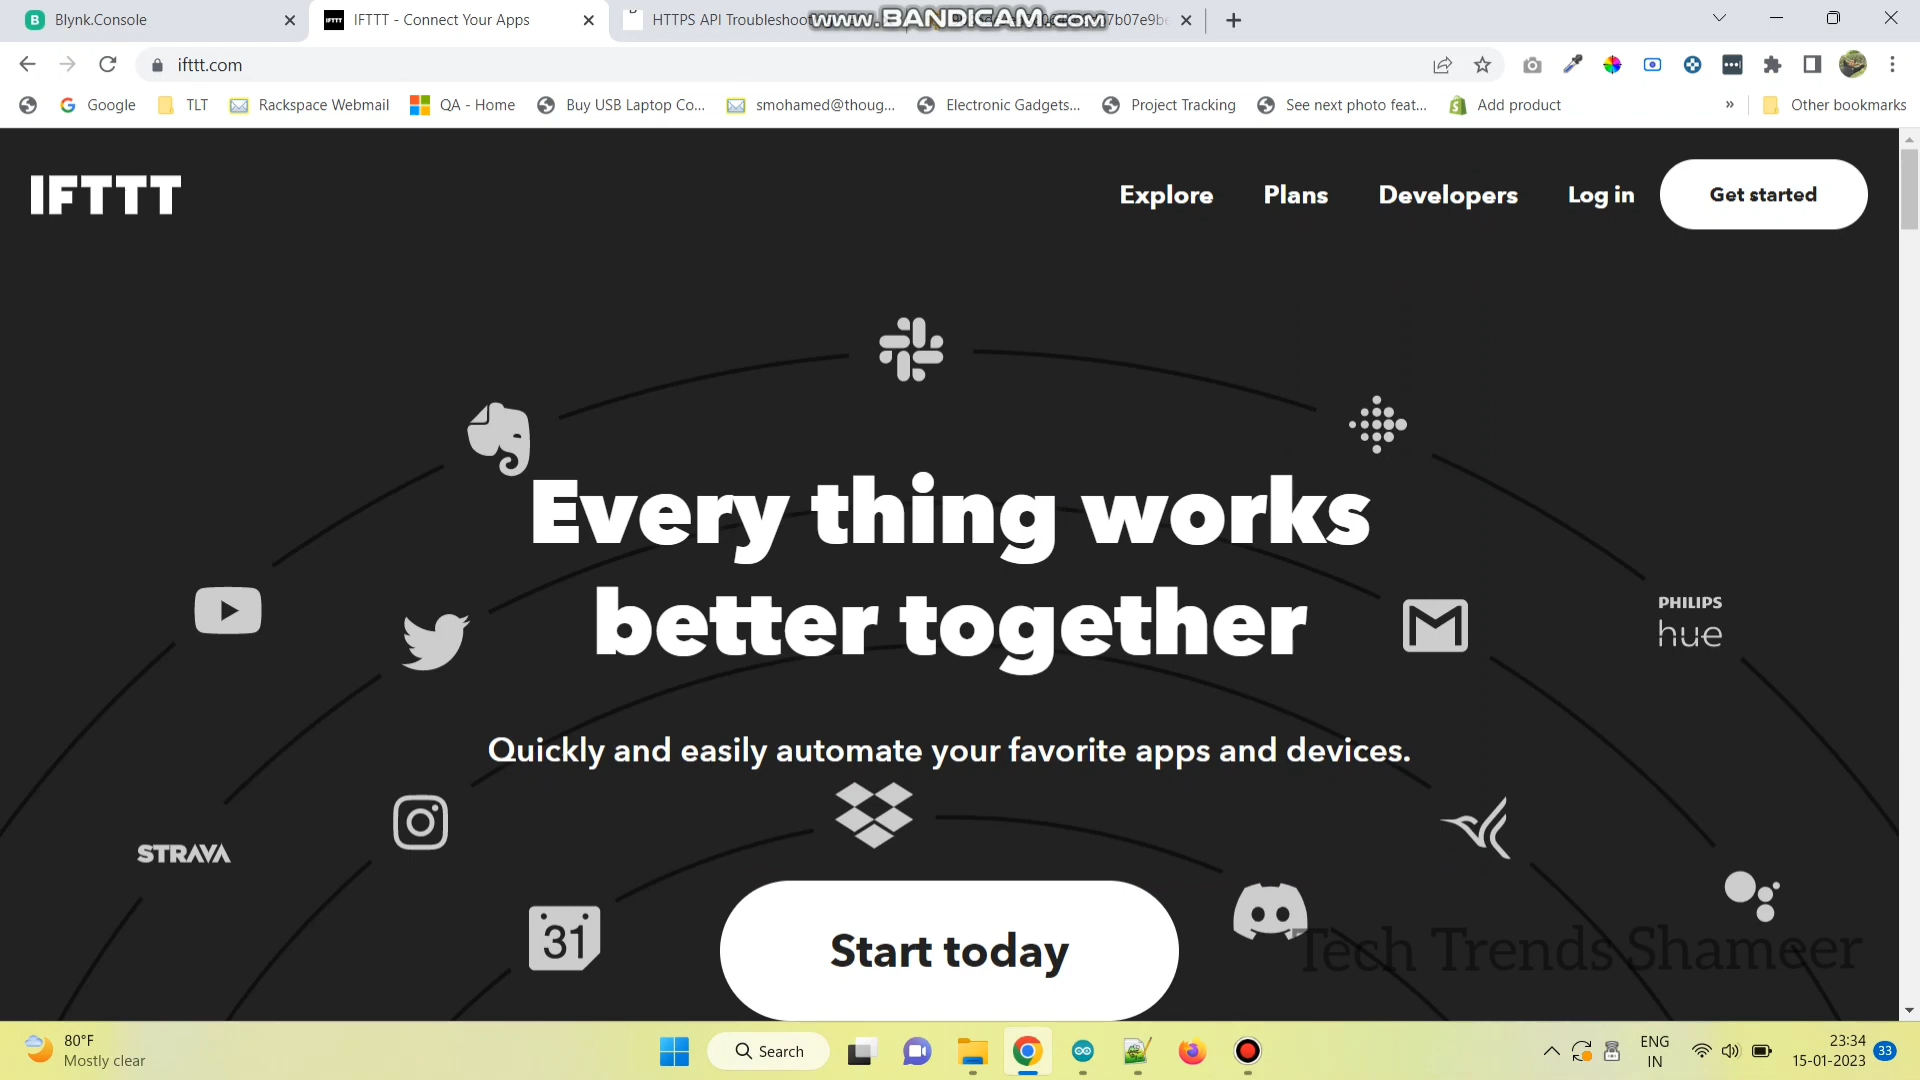 Blynk.Console
IFTTT - Connect Your Apps
HTTPS API Troubleshoot
www.BANDICAM.com
ifttt.com
Google
TLT
Rackspace Webmail
QA - Home
Buy USB Laptop Co...
smohamed@thoug...
Electronic Gadgets...
Project Tracking
See next photo feat...
Add product
»
Other bookmarks
IFTTT
Explore
Plans
Developers
Log in
Get started
Every thing works
better together
PHILIPS
hue
Quickly and easily automate your favorite apps and devices.
STRAVA
31
Start today
Tech Trends Shameer
80°F
Mostly clear
Search
ENG
IN
23:34
15-01-2023
33